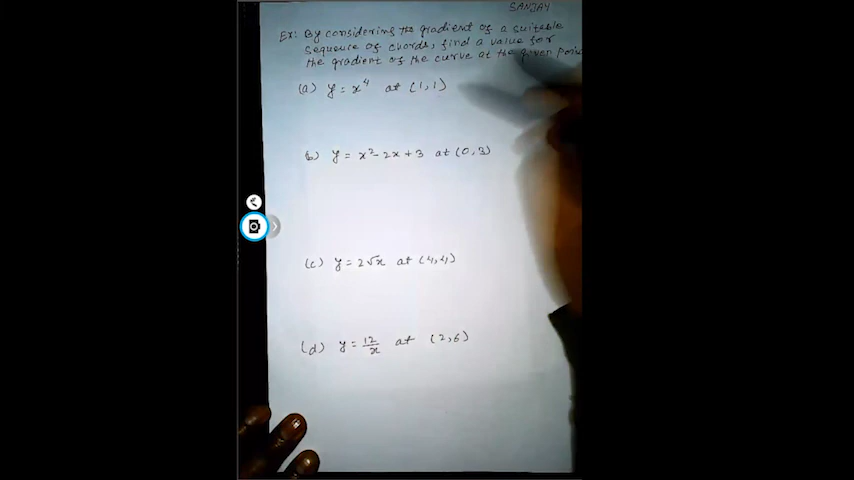 SANJAY
Ex: By considering the gradient of a suitable
sequence of chords, find a value for
the gradient of the curve at the given point
(a) y = x⁴ at (1,1)
(b) y = x² - 2x + 3 at (0,3)
(c) y = 2√x at (4,4)
(d) y = 12/x at (2,6)